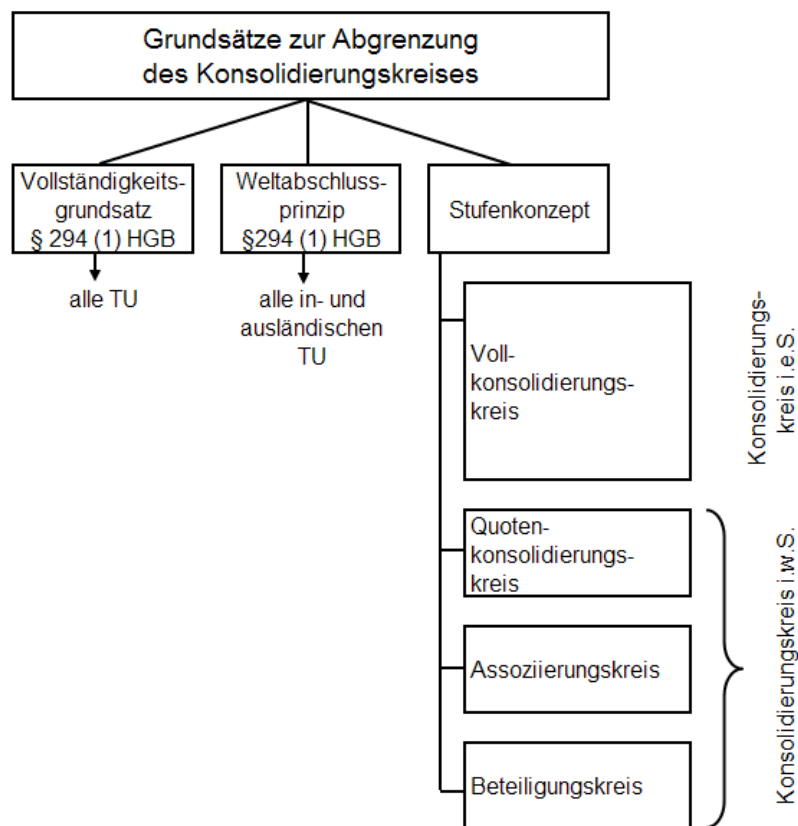 Grundsätze zur Abgrenzung
des Konsolidierungskreises
Vollständigkeits-
grundsatz
§ 294 (1) HGB
Weltabschluss-
prinzip
§294 (1) HGB
Stufenkonzept
alle TU
alle in- und
ausländischen
TU
Voll-
konsolidierungs-
kreis
Konsolidierungs-
kreis i.e.S.
Quoten-
konsolidierungs-
kreis
Assoziierungskreis
Beteiligungskreis
Konsolidierungskreis i.w.S.